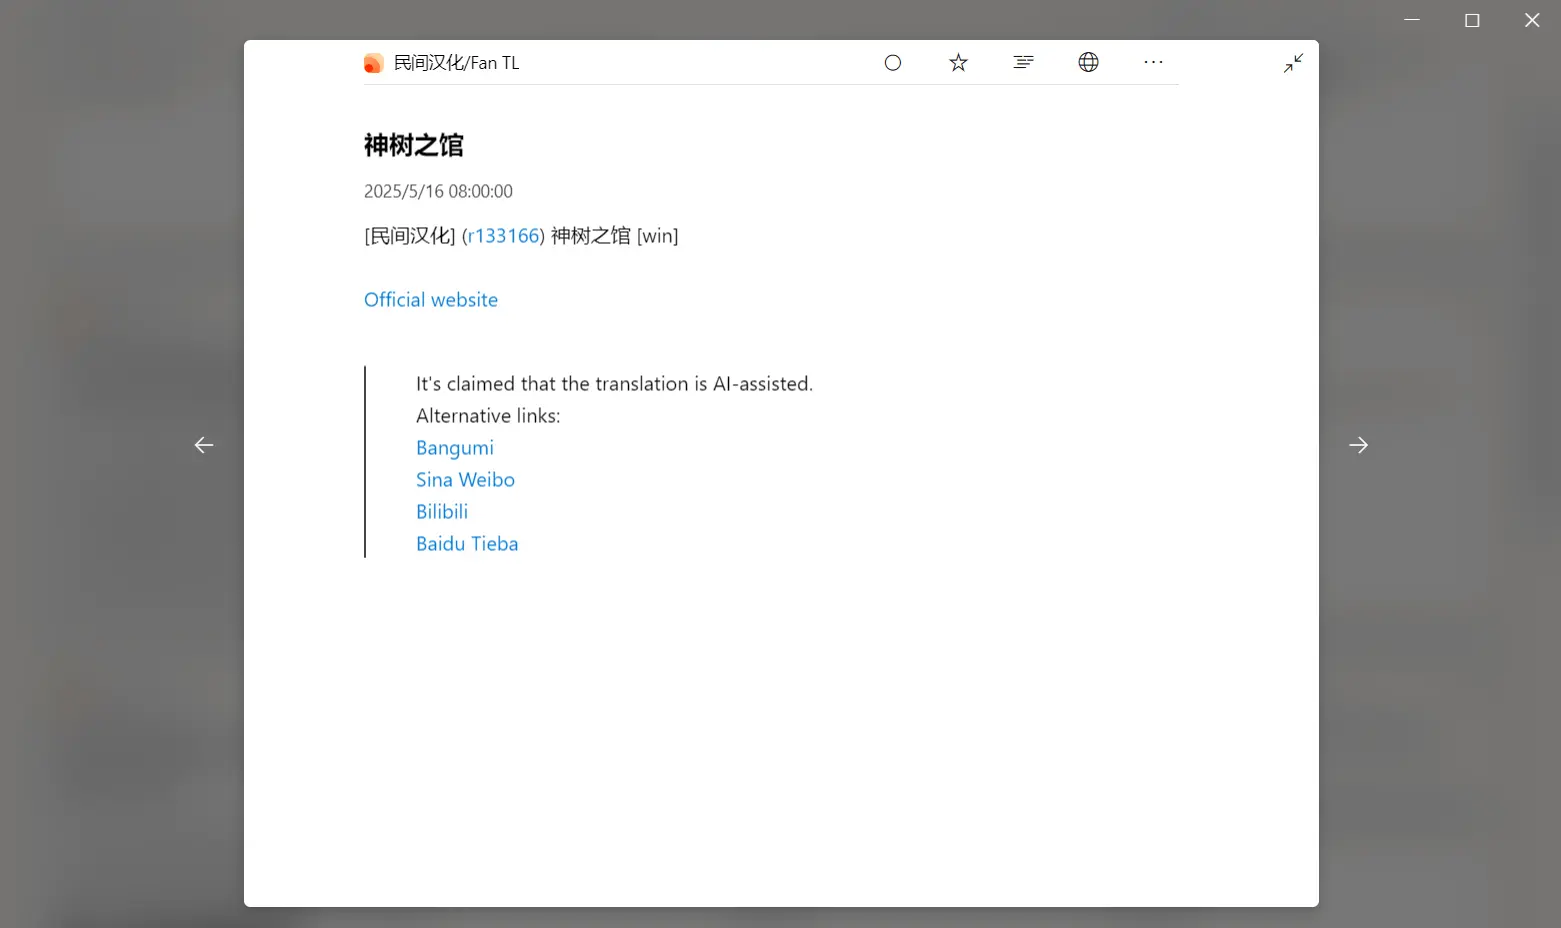 民间汉化/Fan TL
神树之馆
2025/5/16 08:00:00
[民间汉化] (r133166) 神树之馆 [win]
Official website
It's claimed that the translation is AI-assisted.
Alternative links:
Bangumi
Sina Weibo
Bilibili
Baidu Tieba